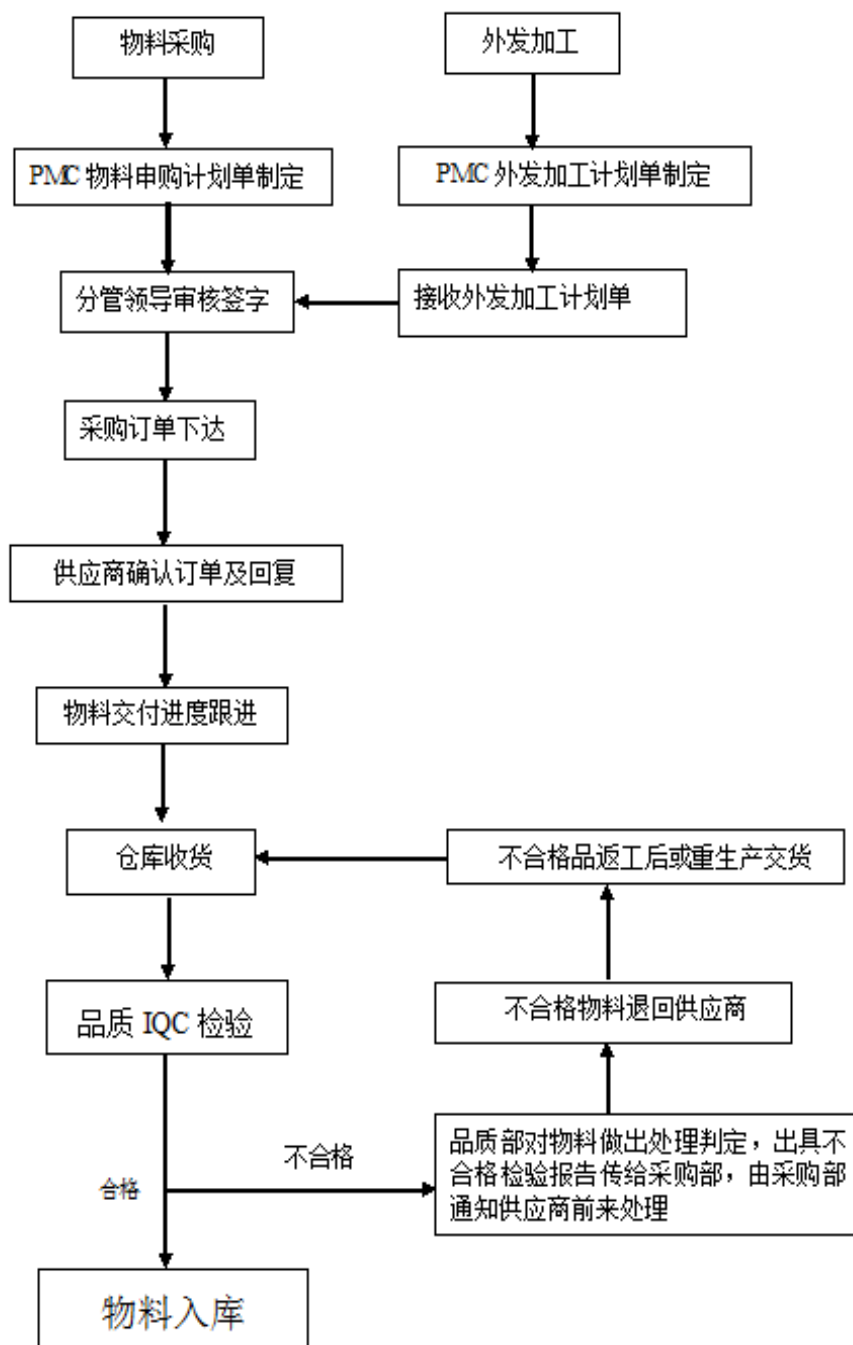 物料采购
外发加工
PMC 物料申购计划单制定
PMC 外发加工计划单制定
分管领导审核签字
接收外发加工计划单
采购订单下达
供应商确认订单及回复
物料交付进度跟进
仓库收货
不合格品返工后或重生产交货
品质 IQC 检验
不合格物料退回供应商
不合格
品质部对物料做出处理判定，出具不
合格检验报告传给采购部，由采购部
通知供应商前来处理
合格
物料入库